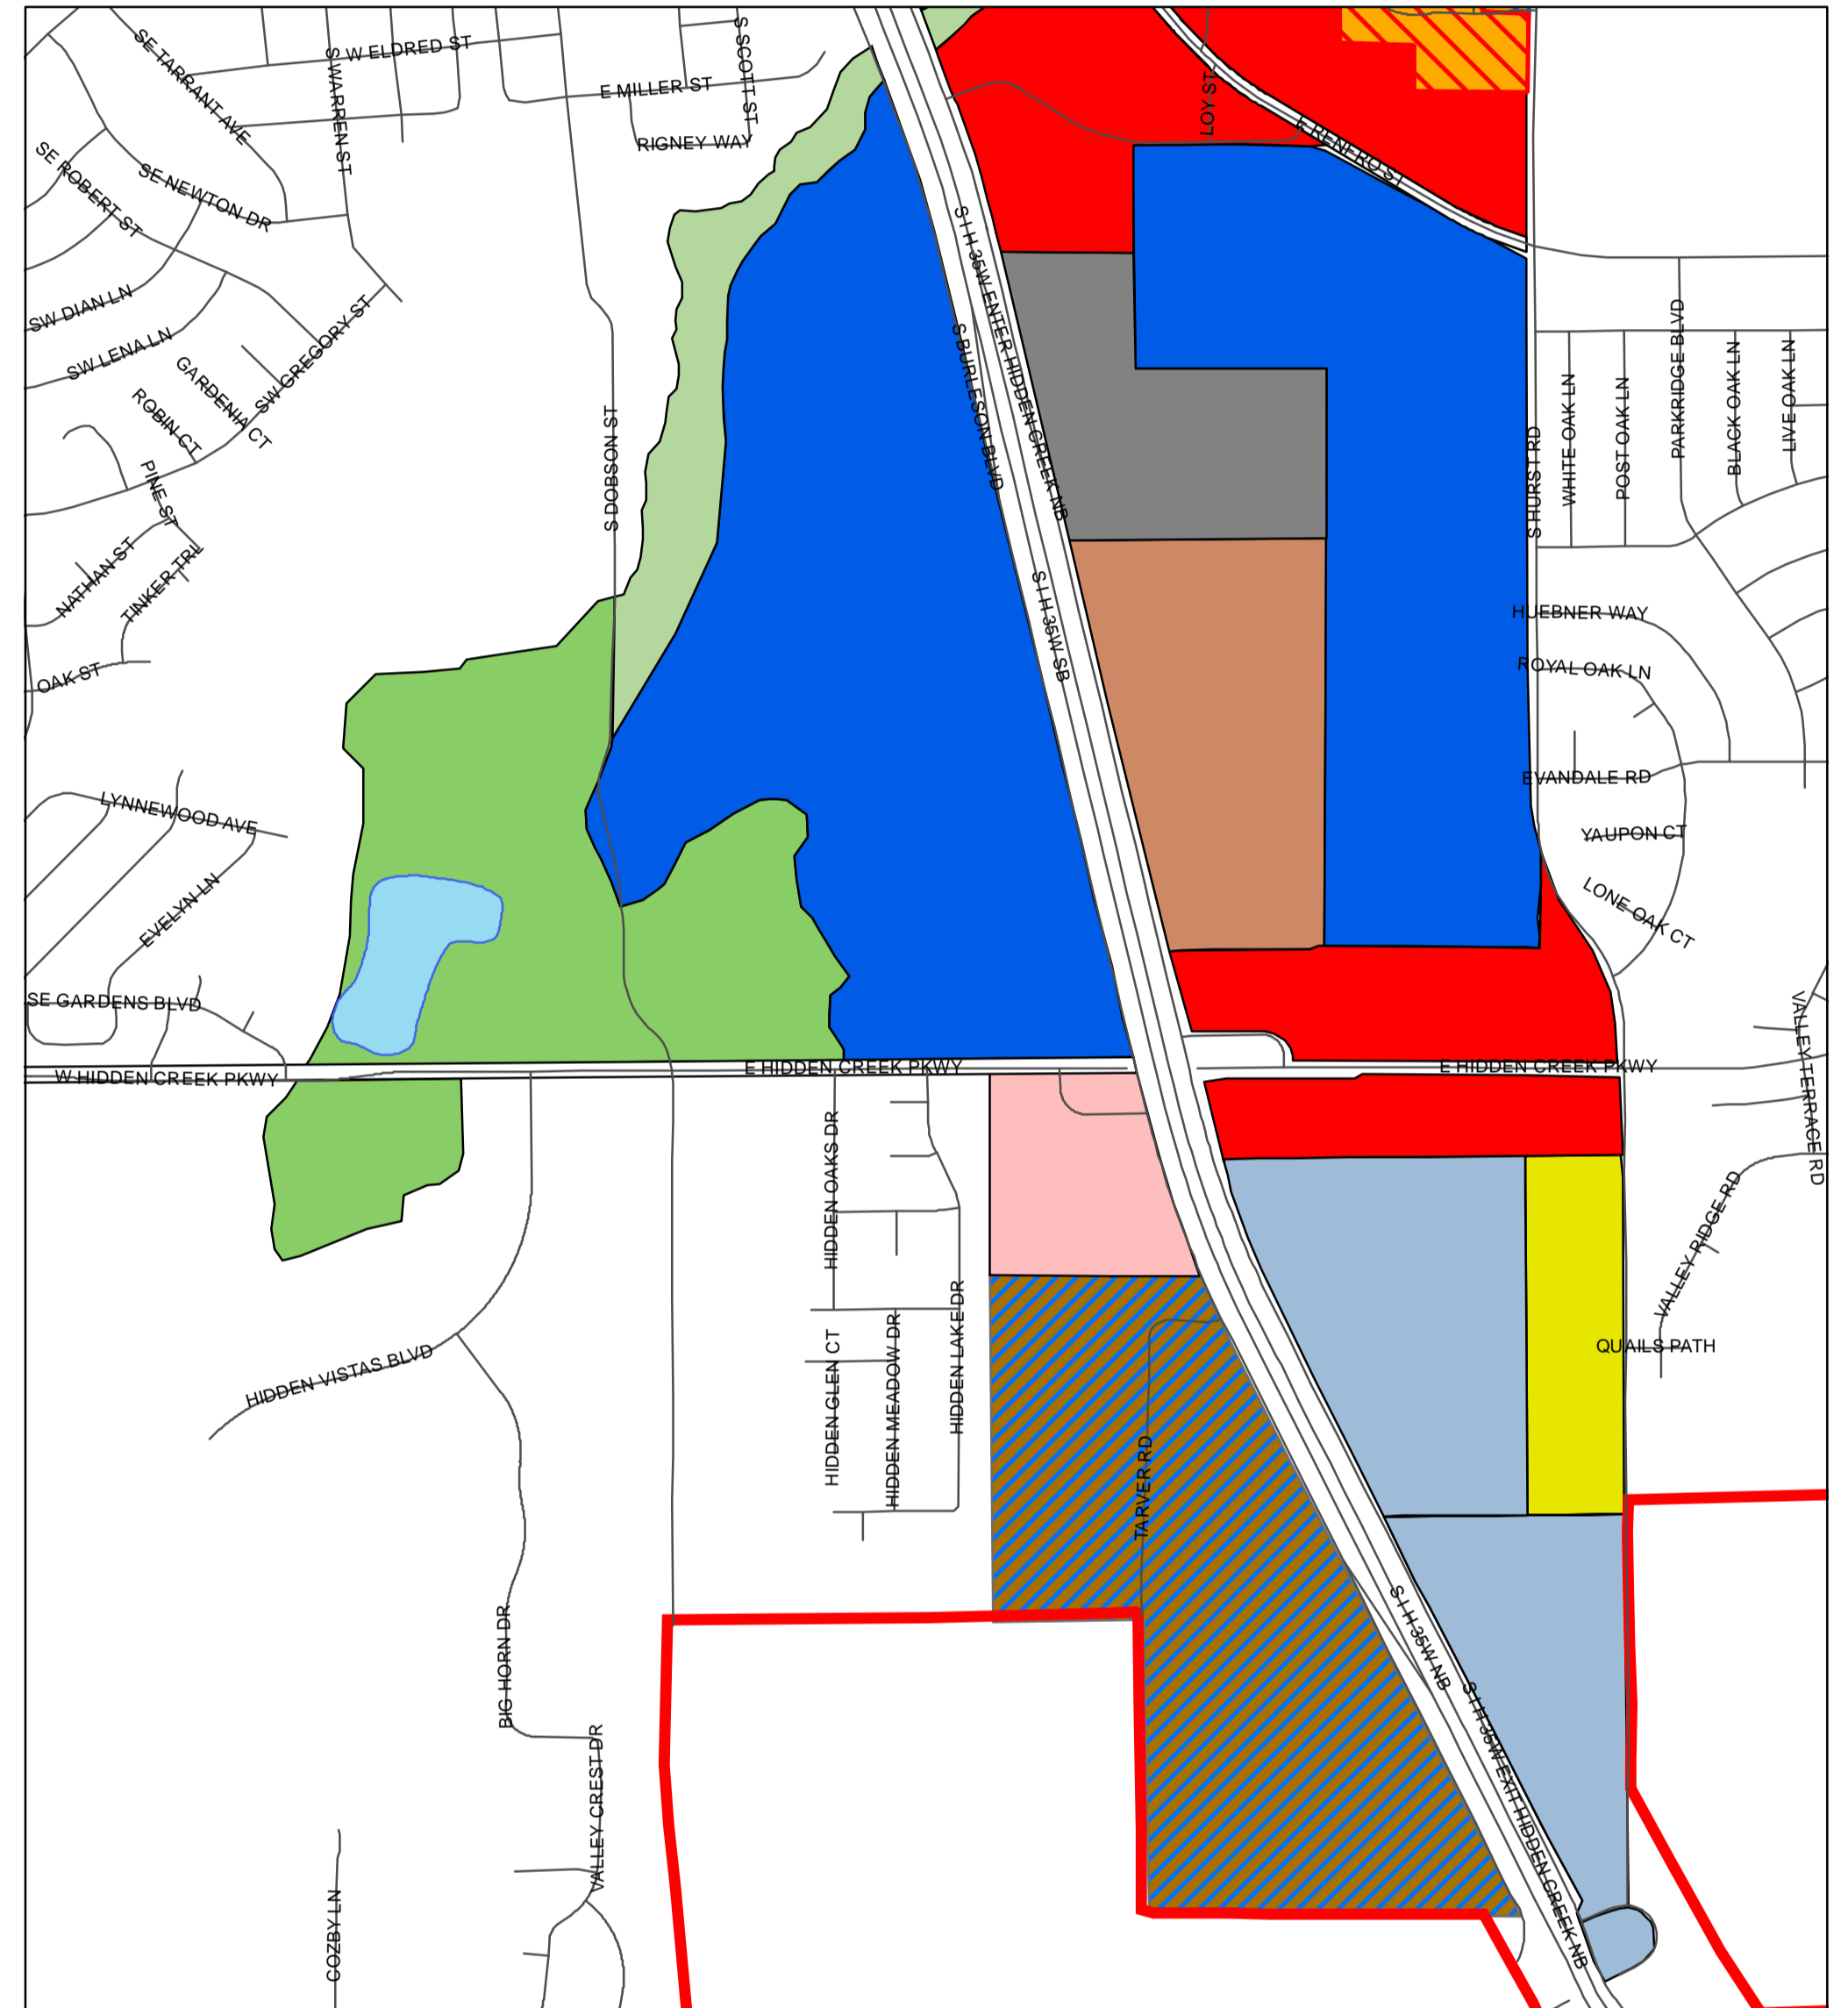 SE TARRANT AVE
W ELDRED ST
S WARREN ST
E MILLER ST
S SCOTT ST
RIGNEY WAY
LOY ST
E RENFRO ST
SE ROBERT ST
SE NEWTON DR
SW DIAN LN
SW LENA LN
GARDENIA CT
SW GREGORY ST
ROBIN CT
PINE ST
NATHAN ST
TINKER TRL
OAK ST
S DOBSON ST
S I H 35W ENTER HIDDEN CREEK NB
S BURLESON BLVD
S I H 35W SB
S HURST RD
WHITE OAK LN
POST OAK LN
PARKRIDGE BLVD
BLACK OAK LN
LIVE OAK LN
HUEBNER WAY
ROYAL OAK LN
EVANDALE RD
YAUPON CT
LONE OAK CT
LYNNEWOOD AVE
EVELYN LN
SE GARDENS BLVD
W HIDDEN CREEK PKWY
E HIDDEN CREEK PKWY
E HIDDEN CREEK PKWY
VALLEY TERRACE RD
VALLEY RIDGE RD
QUAILS PATH
HIDDEN OAKS DR
HIDDEN GLEN CT
HIDDEN MEADOW DR
HIDDEN LAKE DR
HIDDEN VISTAS BLVD
TARVER RD
S I H 35W NB
S I H 35W EXIT HIDDEN CREEK NB
BIG HORN DR
VALLEY CREST DR
COZBY LN